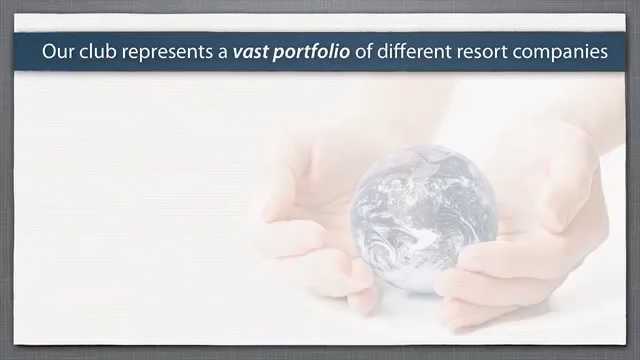 Our club represents a vast portfolio of different resort companies